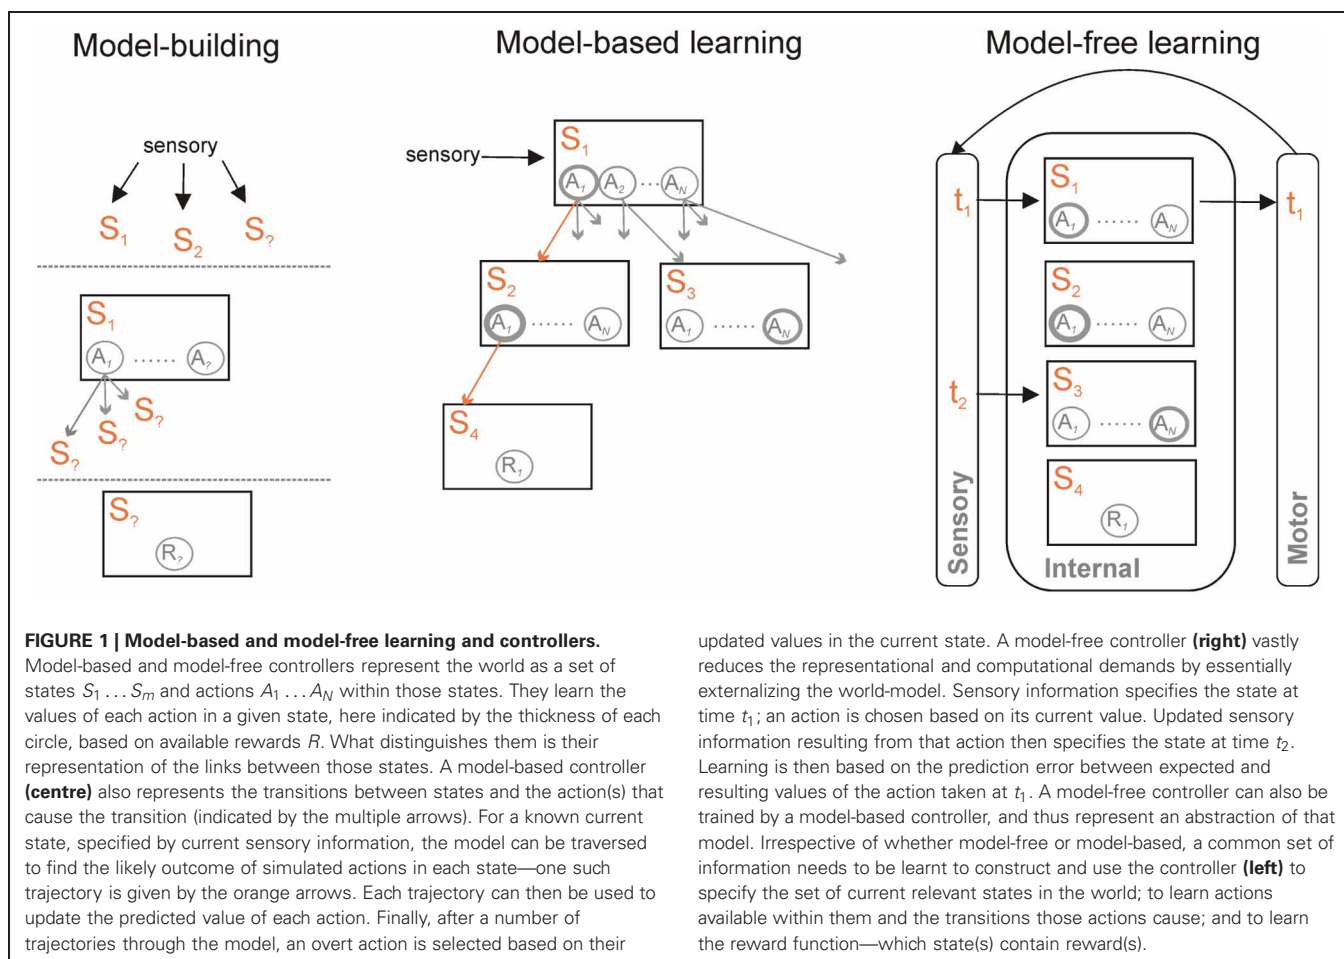 Model-building
sensory
S1 S2 S?
S1
A1 ...... A?
S? S? S?
S?
R?
Model-based learning
sensory
S1
A1 A2 ... AN
S2
A1 ...... AN
S3
A1 ...... AN
S4
R1
Model-free learning
t1
t2
Sensory
S1
A1 ...... AN
S2
A1 ...... AN
S3
A1 ...... AN
S4
R1
Internal
t1
Motor
FIGURE 1 | Model-based and model-free learning and controllers.
Model-based and model-free controllers represent the world as a set of
states S1 ... Sm and actions A1 ... AN within those states. They learn the
values of each action in a given state, here indicated by the thickness of each
circle, based on available rewards R. What distinguishes them is their
representation of the links between those states. A model-based controller
(centre) also represents the transitions between states and the action(s) that
cause the transition (indicated by the multiple arrows). For a known current
state, specified by current sensory information, the model can be traversed
to find the likely outcome of simulated actions in each state—one such
trajectory is given by the orange arrows. Each trajectory can then be used to
update the predicted value of each action. Finally, after a number of
trajectories through the model, an overt action is selected based on their
updated values in the current state. A model-free controller (right) vastly
reduces the representational and computational demands by essentially
externalizing the world-model. Sensory information specifies the state at
time t1; an action is chosen based on its current value. Updated sensory
information resulting from that action then specifies the state at time t2.
Learning is then based on the prediction error between expected and
resulting values of the action taken at t1. A model-free controller can also be
trained by a model-based controller, and thus represent an abstraction of that
model. Irrespective of whether model-free or model-based, a common set of
information needs to be learnt to construct and use the controller (left) to
specify the set of current relevant states in the world; to learn actions
available within them and the transitions those actions cause; and to learn
the reward function—which state(s) contain reward(s).